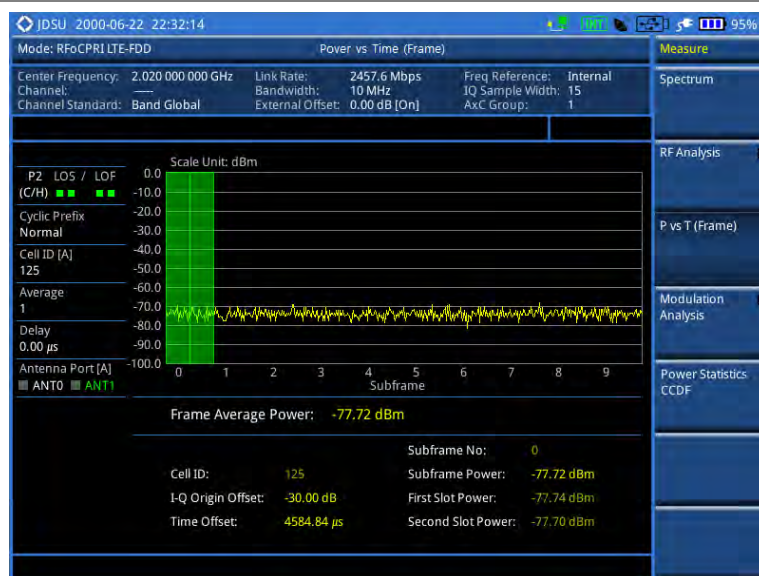 JDSU 2000-06-22 22:32:14
INT
95%
Mode: RFoCPRI LTE-FDD
Power vs Time (Frame)
Measure
Center Frequency: 2.020 000 000 GHz
Link Rate: 2457.6 Mbps
Freq Reference: Internal
Channel: ----
Bandwidth: 10 MHz
IQ Sample Width: 15
Channel Standard: Band Global
External Offset: 0.00 dB [On]
AxC Group: 1
Spectrum
RF Analysis
P vs T (Frame)
Modulation
Analysis
Power Statistics
CCDF
P2 LOS / LOF
(C/H)
Cyclic Prefix
Normal
Cell ID [A]
125
Average
1
Delay
0.00 μs
Antenna Port [A]
ANT0 ANT1
Scale Unit: dBm
0.0
-10.0
-20.0
-30.0
-40.0
-50.0
-60.0
-70.0
-80.0
-90.0
-100.0
0 1 2 3 4 5 6 7 8 9
Subframe
Frame Average Power: -77.72 dBm
Subframe No: 0
Cell ID: 125
Subframe Power: -77.72 dBm
I-Q Origin Offset: -30.00 dB
First Slot Power: -77.74 dBm
Time Offset: 4584.84 μs
Second Slot Power: -77.70 dBm